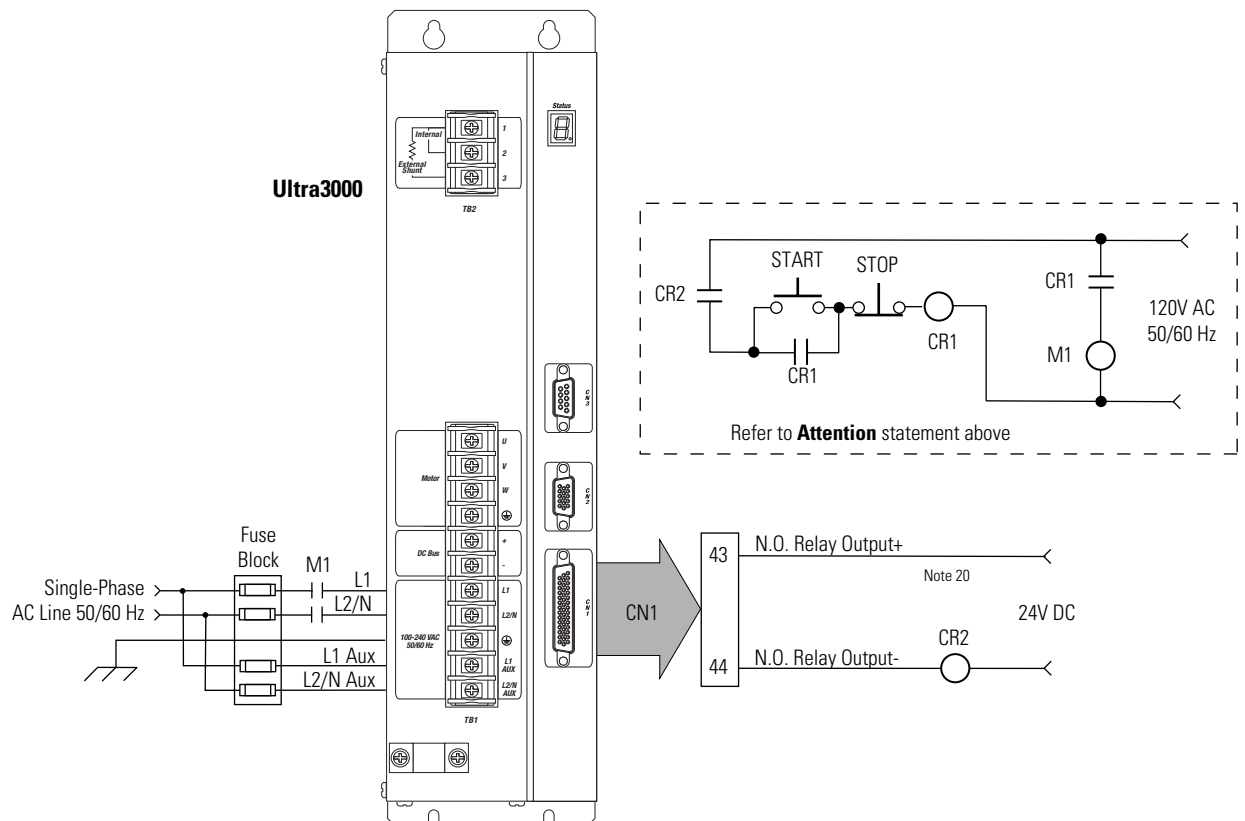 Status
Internal
External
Shunt
1
2
3
TB2
Ultra3000
START
STOP
CR2
CR1
CR1
CR1
M1
120V AC
50/60 Hz
Refer to Attention statement above
CN3
CN2
CN1
Motor
U
V
W
DC Bus
+
-
100-240 VAC
50/60 Hz
L1
L2/N
L1
AUX
L2/N
AUX
TB1
Fuse
Block
M1
Single-Phase
AC Line 50/60 Hz
L1
L2/N
L1 Aux
L2/N Aux
CN1
43
N.O. Relay Output+
Note 20
24V DC
CR2
44
N.O. Relay Output-